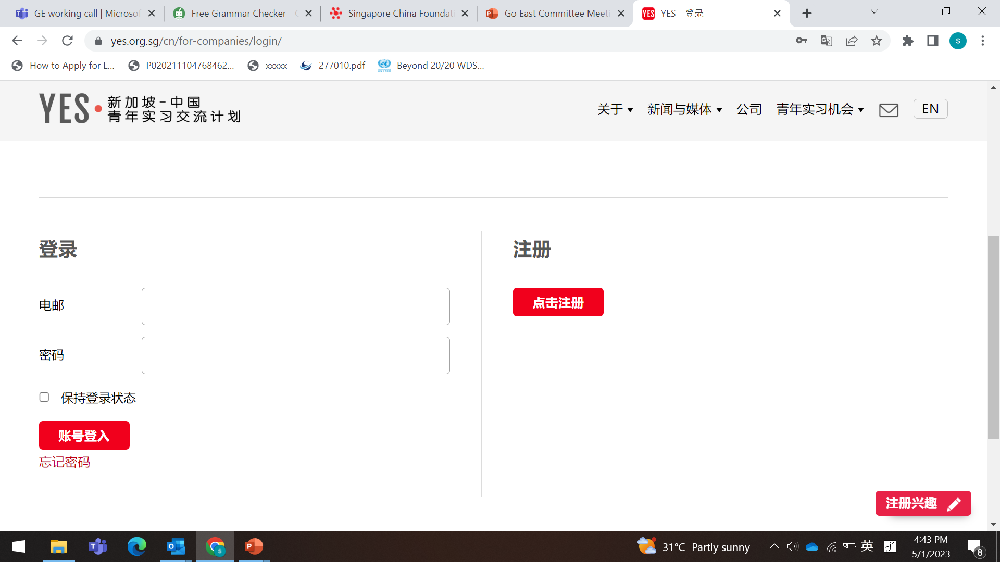 GE working call | Microsof
Free Grammar Checker -
Singapore China Foundati
Go East Committee Meeti
YES - 登录
yes.org.sg/cn/for-companies/login/
S
How to Apply for L...
P020211104768462...
xxxxx
277010.pdf
Beyond 20/20 WDS...
YES 新加坡-中国
青年实习交流计划
关于
新闻与媒体
公司
青年实习机会
EN
登录
注册
电邮
点击注册
密码
保持登录状态
账号登入
忘记密码
注册兴趣
31°C Partly sunny
英
拼
4:43 PM
5/1/2023
8